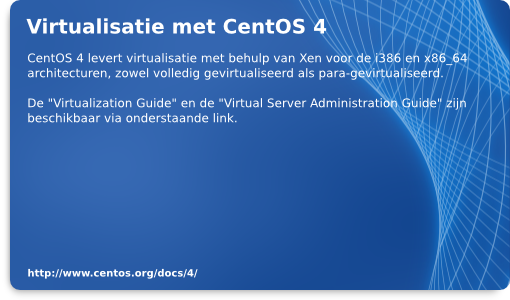 Virtualisatie met CentOS 4
CentOS 4 levert virtualisatie met behulp van Xen voor de i386 en x86_64
architecturen, zowel volledig gevirtualiseerd als para-gevirtualiseerd.
De "Virtualization Guide" en de "Virtual Server Administration Guide" zijn
beschikbaar via onderstaande link.
http://www.centos.org/docs/4/